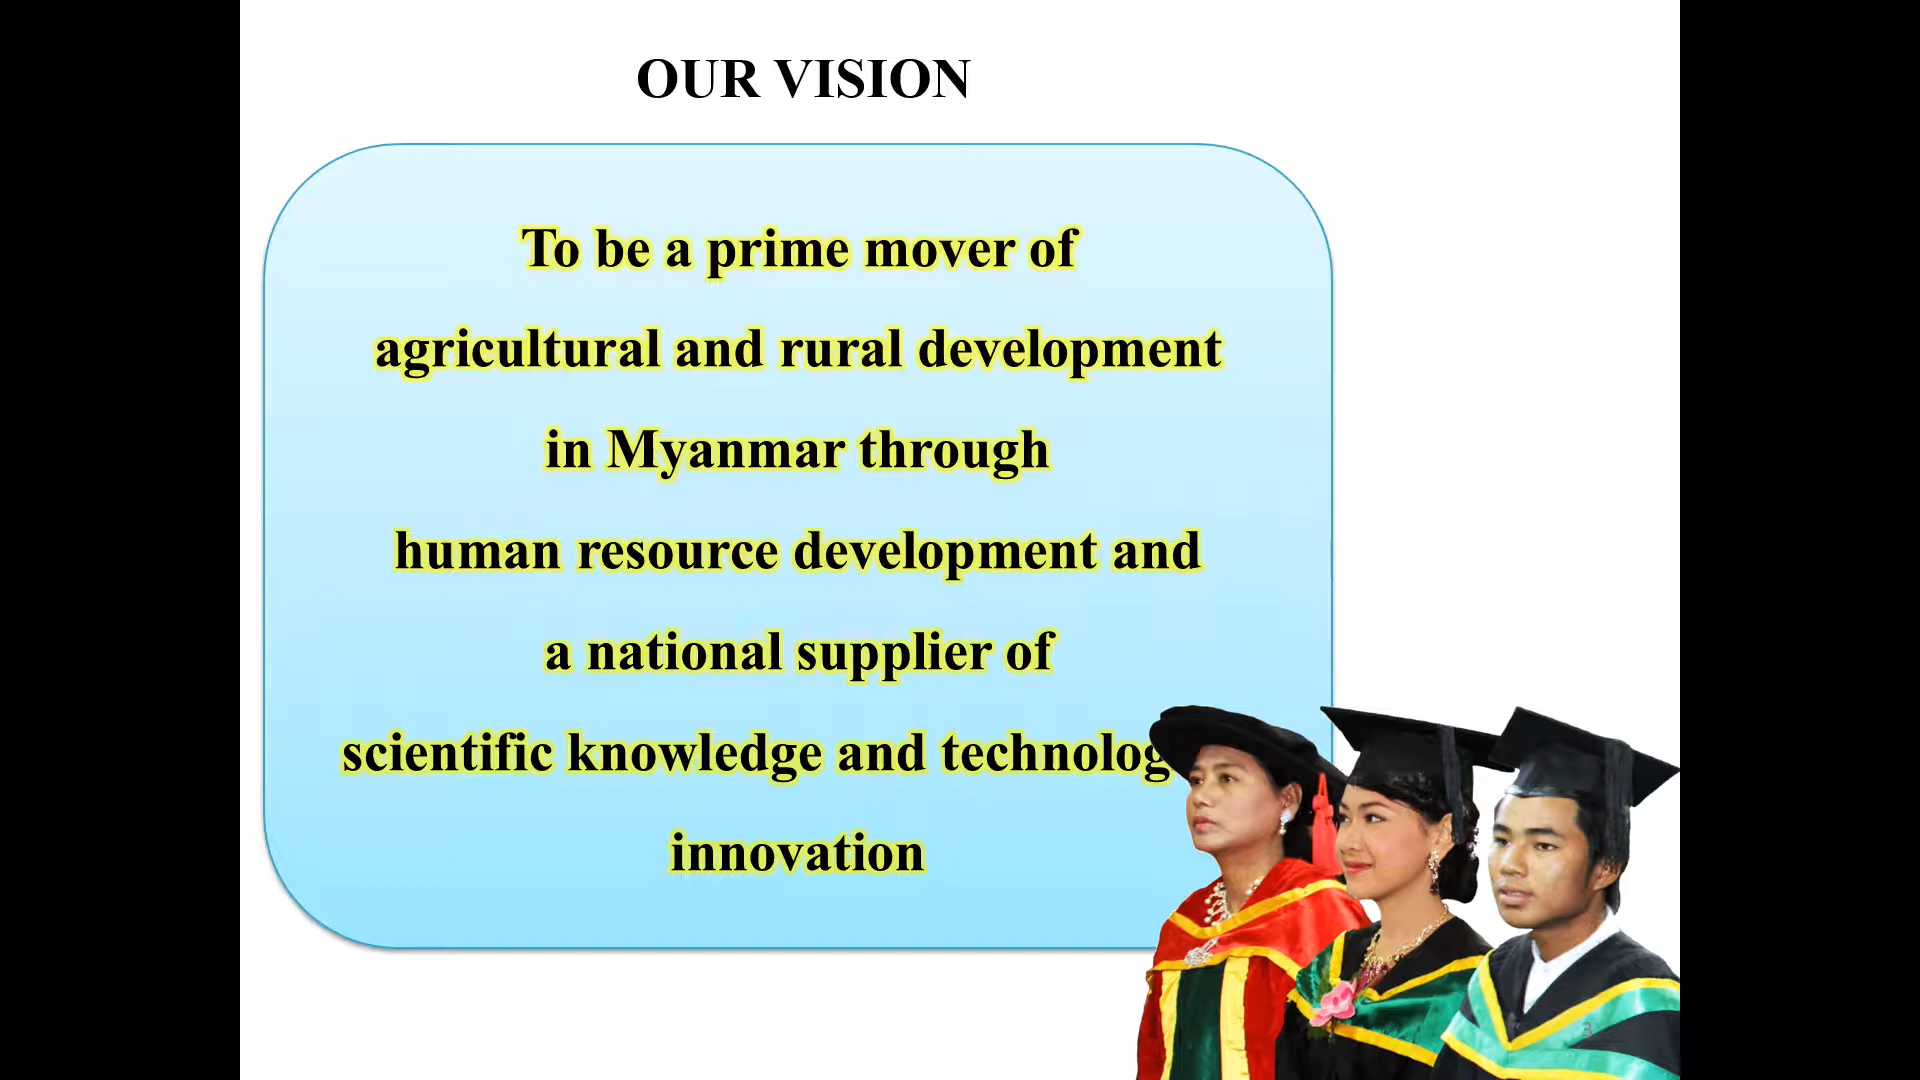 OUR VISION
To be a prime mover of
agricultural and rural development
in Myanmar through
human resource development and
a national supplier of
scientific knowledge and
innovation
3